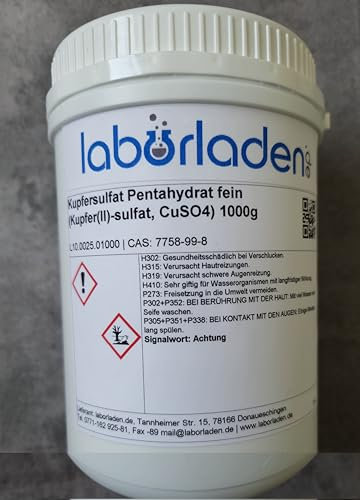 laborladen.de
Kupfersulfat Pentahydrat fein
(Kupfer(II)-sulfat, CuSO4) 1000g
L10.0025.01000 | CAS: 7758-99-8
H302: Gesundheitsschädlich bei Verschlucken.
H315: Verursacht Hautreizungen.
H319: Verursacht schwere Augenreizung.
H410: Sehr giftig für Wasserorganismen mit langfristiger Wirkung.
P273: Freisetzung in die Umwelt vermeiden.
P302+P352: BEI BERÜHRUNG MIT DER HAUT: Mit viel Wasser und
Seife waschen.
P305+P351+P338: BEI KONTAKT MIT DEN AUGEN: Einige Minuten
lang spülen.
Signalwort: Achtung
Lieferant: laborladen.de, Tannheimer Str. 15, 78166 Donaueschingen
Tel. 0771-162 925-81, Fax -89 mail@laborladen.de | www.laborladen.de